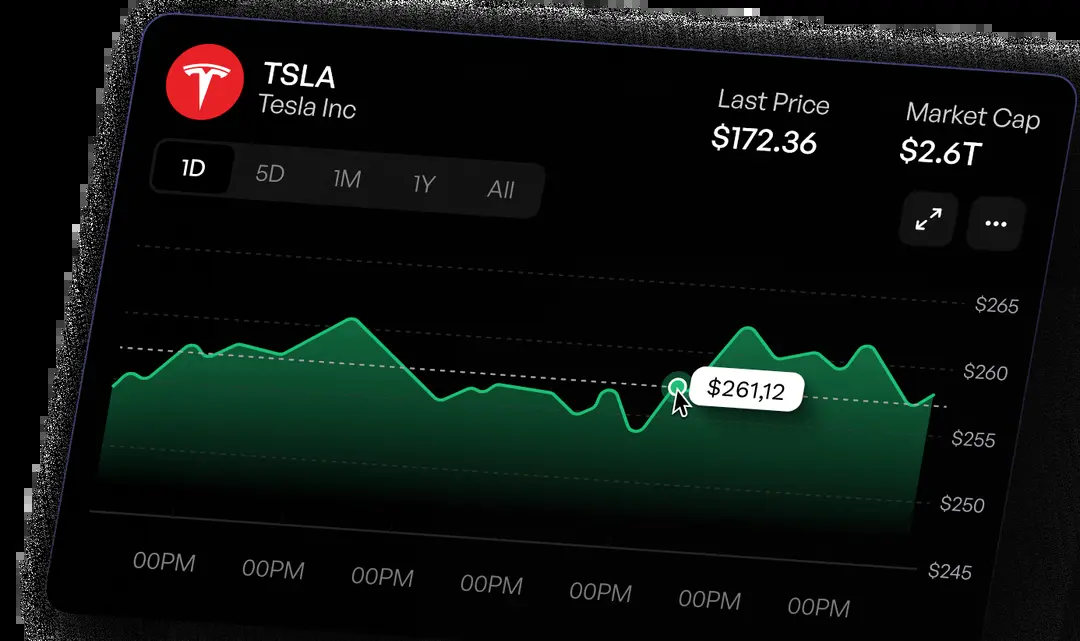 TSLA
Tesla Inc
Last Price
$172.36
Market Cap
$2.6T
1D 5D 1M 1Y All
$265
$260
$261,12
$255
$250
$245
00PM 00PM 00PM 00PM 00PM 00PM 00PM